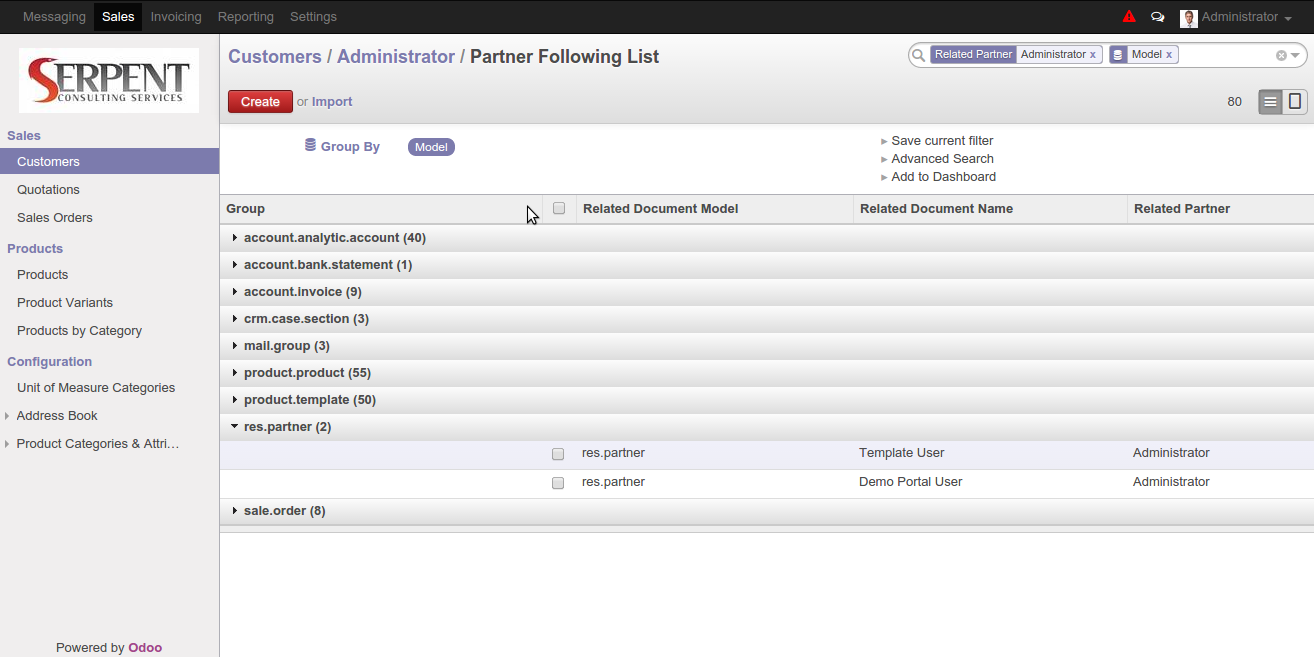 Messaging Sales Invoicing Reporting Settings Administrator
SERPENT
CONSULTING SERVICES
Customers / Administrator / Partner Following List
Related Partner Administrator x Model x
Create or Import
80
Group By Model
Save current filter
Advanced Search
Add to Dashboard
Sales
Customers
Quotations
Sales Orders
Products
Products
Product Variants
Products by Category
Configuration
Unit of Measure Categories
Address Book
Product Categories & Attri…
Powered by Odoo
Group Related Document Model Related Document Name Related Partner
account.analytic.account (40)
account.bank.statement (1)
account.invoice (9)
crm.case.section (3)
mail.group (3)
product.product (55)
product.template (50)
res.partner (2)
res.partner Template User Administrator
res.partner Demo Portal User Administrator
sale.order (8)